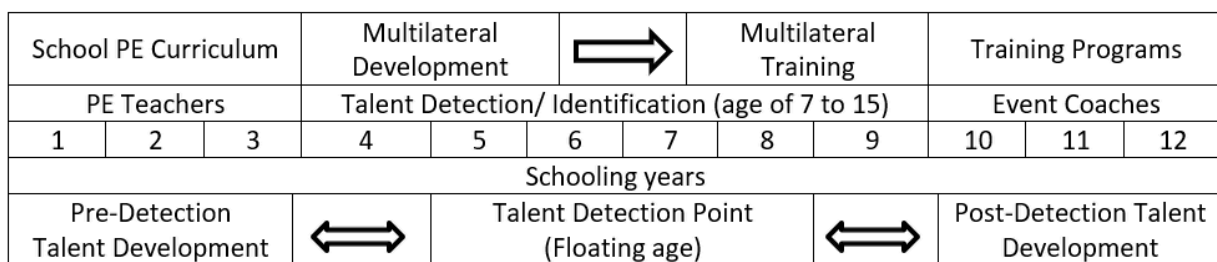 School PE Curriculum
Multilateral
Development
Multilateral
Training
Training Programs
PE Teachers
Talent Detection/ Identification (age of 7 to 15)
Event Coaches
1 2 3 4 5 6 7 8 9 10 11 12
Schooling years
Pre-Detection
Talent Development
Talent Detection Point
(Floating age)
Post-Detection Talent
Development